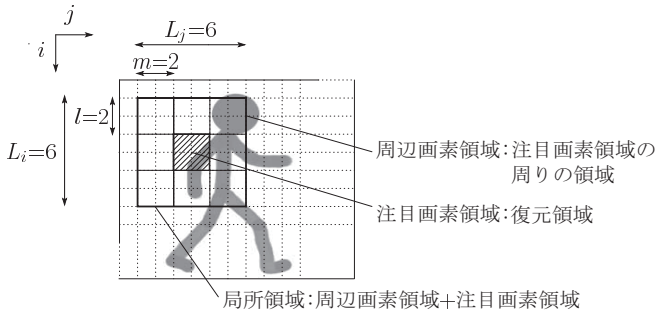 j
i
L_j=6
m=2
l=2
L_i=6
周辺画素領域：注目画素領域の
周りの領域
注目画素領域：復元領域
局所領域：周辺画素領域+注目画素領域